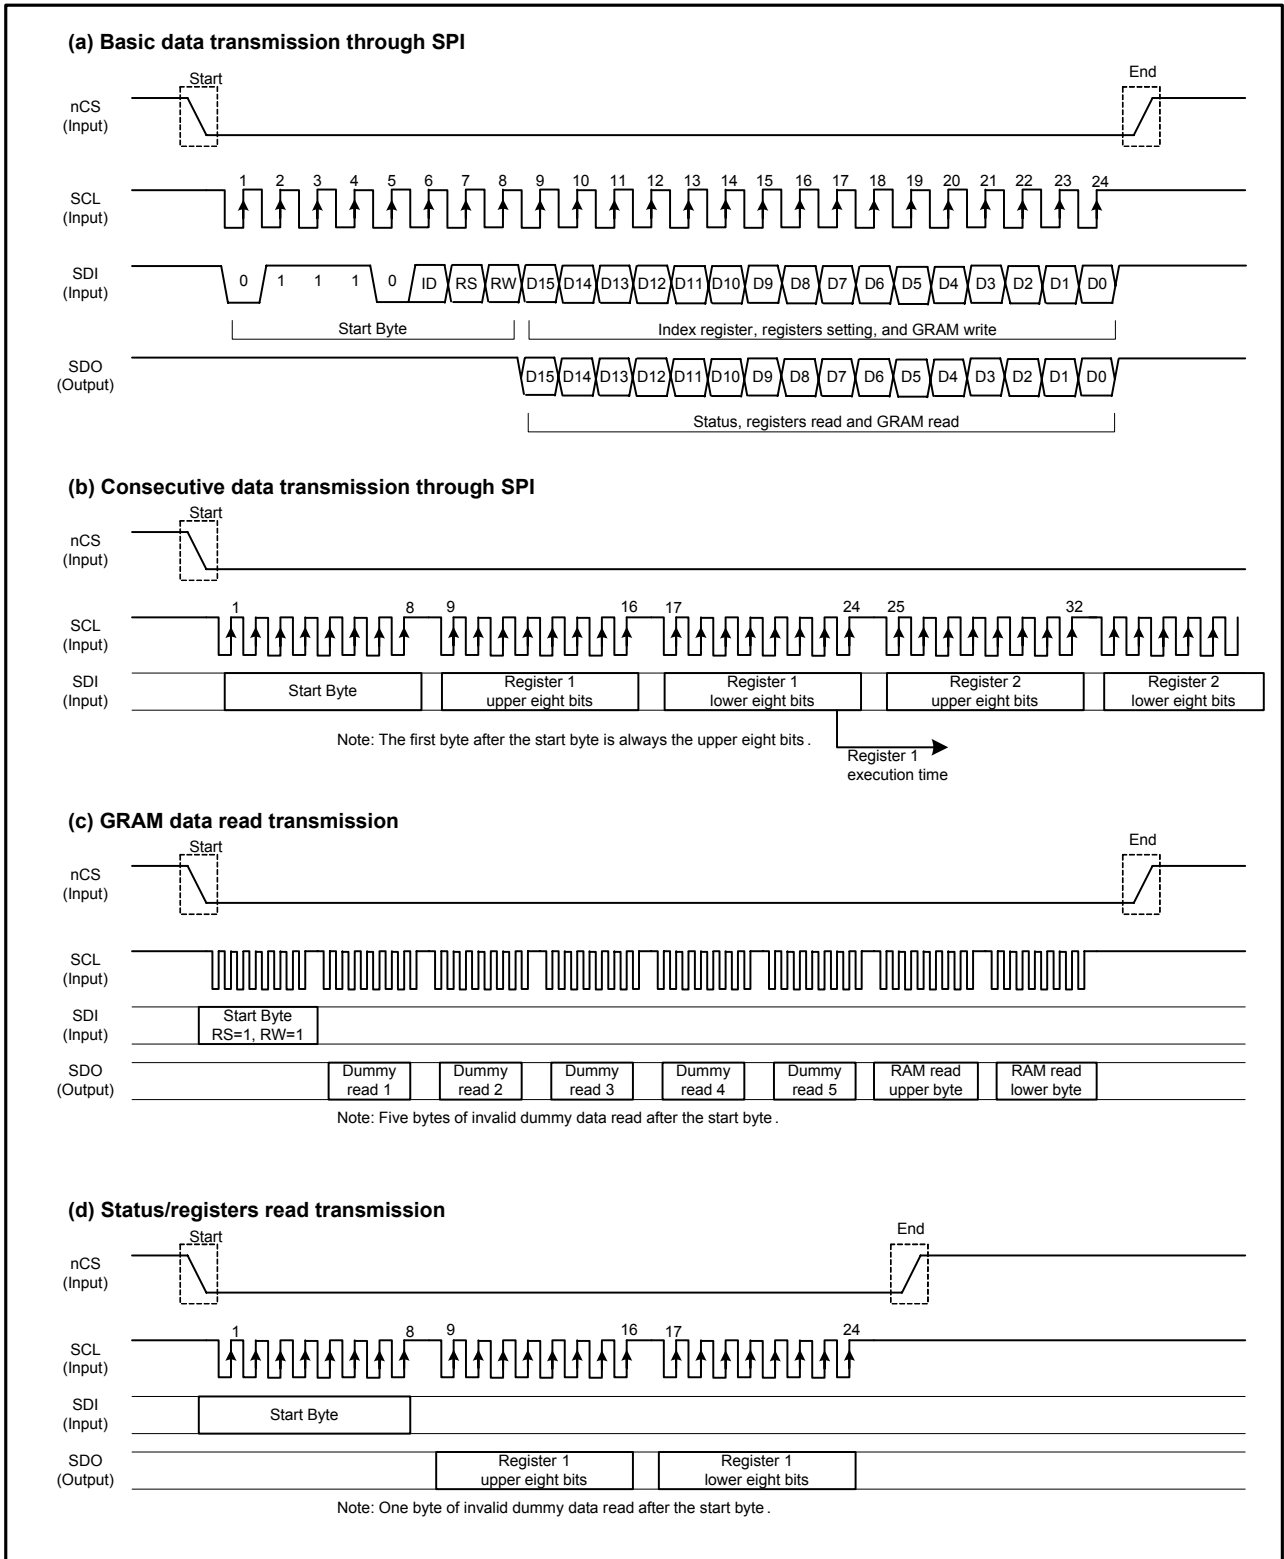 (a) Basic data transmission through SPI
Start
End
nCS
(Input)
1 2 3 4 5 6 7 8 9 10 11 12 13 14 15 16 17 18 19 20 21 22 23 24
SCL
(Input)
SDI
(Input)
0 1 1 1 0 ID RS RW D15 D14 D13 D12 D11 D10 D9 D8 D7 D6 D5 D4 D3 D2 D1 D0
Start Byte
Index register, registers setting, and GRAM write
SDO
(Output)
D15 D14 D13 D12 D11 D10 D9 D8 D7 D6 D5 D4 D3 D2 D1 D0
Status, registers read and GRAM read
(b) Consecutive data transmission through SPI
Start
nCS
(Input)
1 8 9 16 17 24 25 32
SCL
(Input)
SDI
(Input)
Start Byte
Register 1
upper eight bits
Register 1
lower eight bits
Register 2
upper eight bits
Register 2
lower eight bits
Note: The first byte after the start byte is always the upper eight bits .
Register 1
execution time
(c) GRAM data read transmission
Start
End
nCS
(Input)
SCL
(Input)
SDI
(Input)
Start Byte
RS=1, RW=1
SDO
(Output)
Dummy
read 1
Dummy
read 2
Dummy
read 3
Dummy
read 4
Dummy
read 5
RAM read
upper byte
RAM read
lower byte
Note: Five bytes of invalid dummy data read after the start byte .
(d) Status/registers read transmission
Start
End
nCS
(Input)
1 8 9 16 17 24
SCL
(Input)
SDI
(Input)
Start Byte
SDO
(Output)
Register 1
upper eight bits
Register 1
lower eight bits
Note: One byte of invalid dummy data read after the start byte .